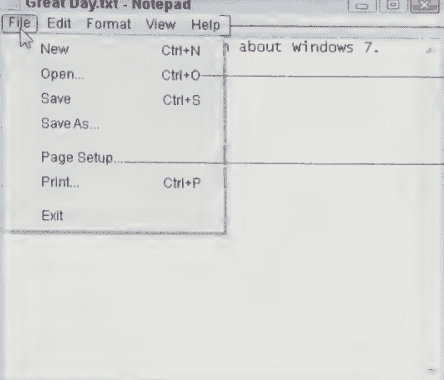 Great Day.txt - Notepad
File Edit Format View Help
New Ctrl+N
about Windows 7.
Open... Ctrl+O
Save Ctrl+S
Save As...
Page Setup...
Print... Ctrl+P
Exit